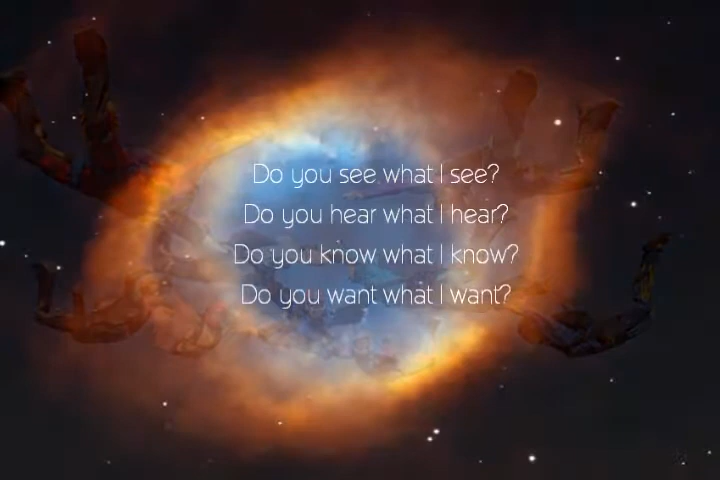 Do you see what I see?
Do you hear what I hear?
Do you know what I know?
Do you want what I want?